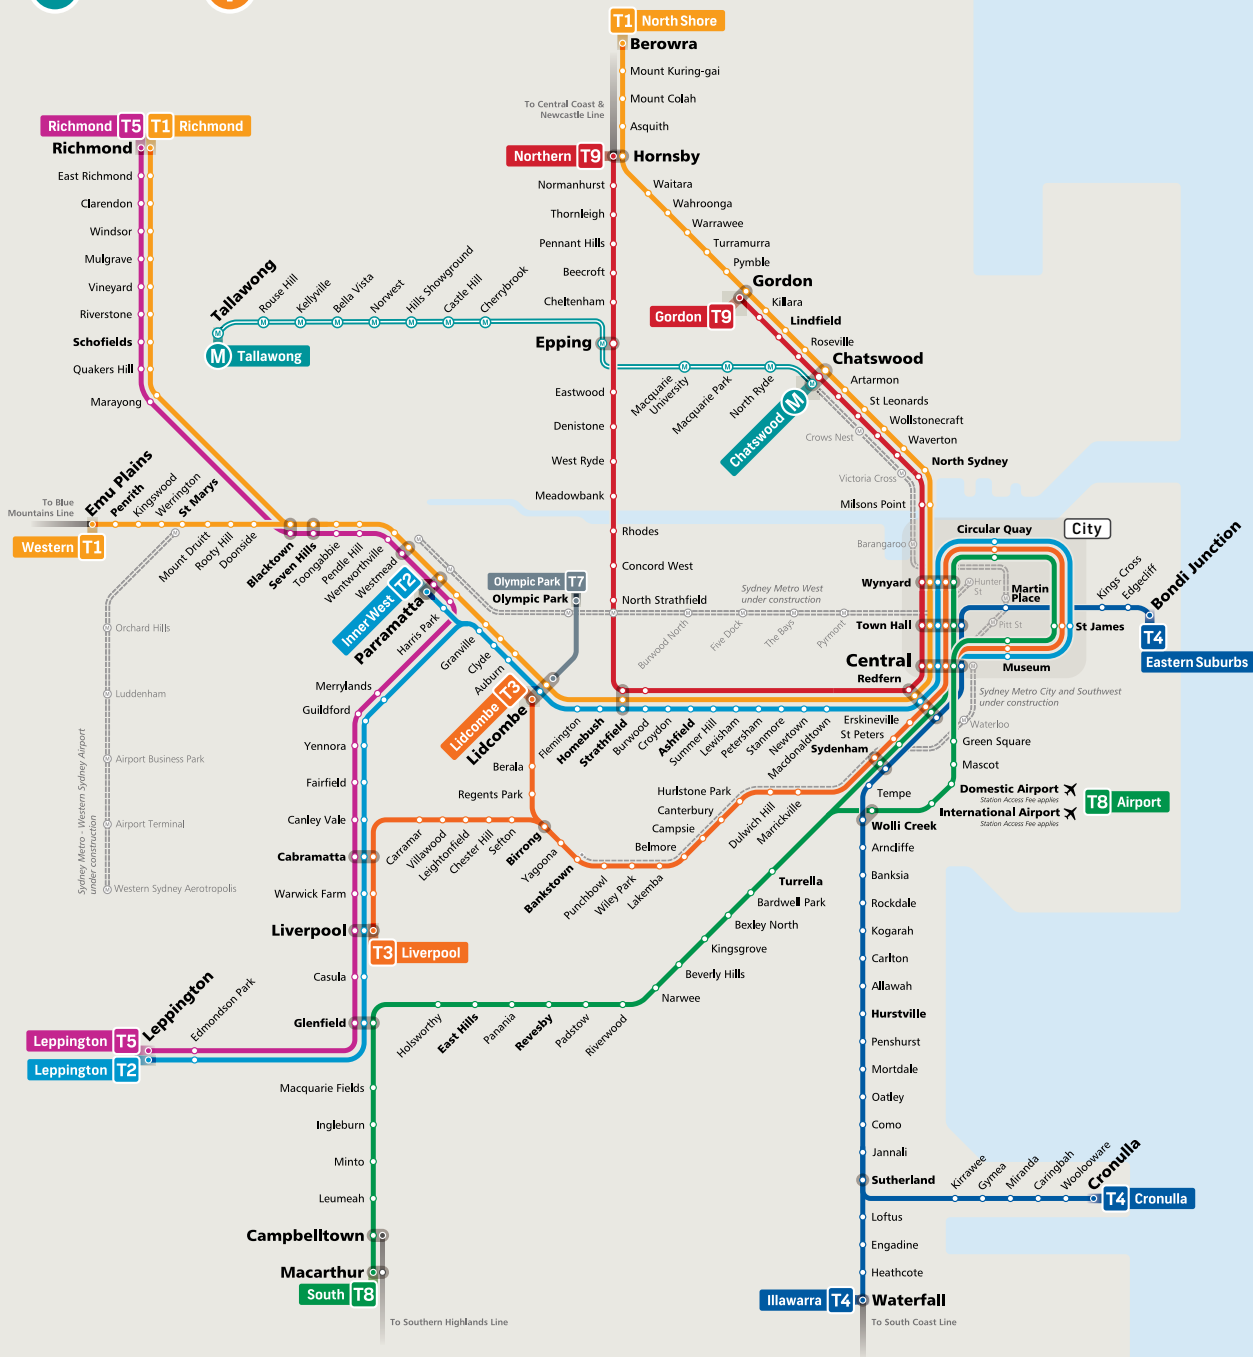 T1 North Shore
Berowra
Mount Kuring-gai
Mount Colah
Asquith
To Central Coast &
Newcastle Line
Northern T9
Hornsby
Richmond T5
T1 Richmond
Richmond
East Richmond
Clarendon
Windsor
Mulgrave
Vineyard
Riverstone
Schofields
Quakers Hill
Marayong
Tallawong
Rouse Hill
Kellyville
Bella Vista
Norwest
Hills Showground
Castle Hill
Cherrybrook
M Tallawong
Normanhurst
Thornleigh
Pennant Hills
Beecroft
Cheltenham
Epping
Eastwood
Denistone
West Ryde
Meadowbank
Rhodes
Concord West
North Strathfield
Waitara
Wahroonga
Warrawee
Turramurra
Pymble
Gordon
Gordon T9
Killara
Lindfield
Roseville
Chatswood
Chatswood M
Macquarie
University
Macquarie Park
North Ryde
Artarmon
St Leonards
Wollstonecraft
Waverton
North Sydney
Milsons Point
Crows Nest
Victoria Cross
Barangaroo
To Blue
Mountains Line
Western T1
Emu Plains
Penrith
Kingswood
Werrington
St Marys
Mount Druitt
Rooty Hill
Doonside
Blacktown
Seven Hills
Toongabbie
Pendle Hill
Wentworthville
Westmead
Inner West T2
Parramatta
Harris Park
Granville
Clyde
Auburn
Lidcombe T3
Lidcombe
Olympic Park T7
Olympic Park
Sydney Metro West
under construction
Burwood North
Five Dock
The Bays
Pyrmont
City
Circular Quay
Wynyard
Hunter
St
Martin
Place
Town Hall
Pitt St
St James
Central
Museum
Redfern
Kings Cross
Edgecliff
Bondi Junction
T4
Eastern Suburbs
Sydney Metro City and Southwest
under construction
Waterloo
Green Square
Mascot
Domestic Airport
Station Access Fee applies
International Airport
Station Access Fee applies
T8 Airport
Flemington
Homebush
Strathfield
Burwood
Croydon
Ashfield
Summer Hill
Lewisham
Petersham
Stanmore
Newtown
Macdonaldtown
Erskineville
St Peters
Sydenham
Tempe
Wolli Creek
Orchard Hills
Luddenham
Airport Business Park
Airport Terminal
Western Sydney Aerotropolis
Sydney Metro - Western Sydney Airport
under construction
Merrylands
Guildford
Yennora
Fairfield
Canley Vale
Cabramatta
Warwick Farm
Liverpool
T3 Liverpool
Casula
Glenfield
Berala
Regents Park
Carramar
Villawood
Leightonfield
Chester Hill
Sefton
Birrong
Yagoona
Bankstown
Punchbowl
Wiley Park
Lakemba
Belmore
Campsie
Canterbury
Hurlstone Park
Dulwich Hill
Marrickville
Turrella
Bardwell Park
Bexley North
Kingsgrove
Beverly Hills
Narwee
Riverwood
Padstow
Revesby
Panania
East Hills
Holsworthy
Leppington
Edmondson Park
Leppington T5
Leppington T2
Macquarie Fields
Ingleburn
Minto
Leumeah
Campbelltown
Macarthur
South T8
To Southern Highlands Line
Arncliffe
Banksia
Rockdale
Kogarah
Carlton
Allawah
Hurstville
Penshurst
Mortdale
Oatley
Como
Jannali
Sutherland
Kirrawee
Gymea
Miranda
Caringbah
Woolooware
Cronulla
T4 Cronulla
Loftus
Engadine
Heathcote
Illawarra T4
Waterfall
To South Coast Line